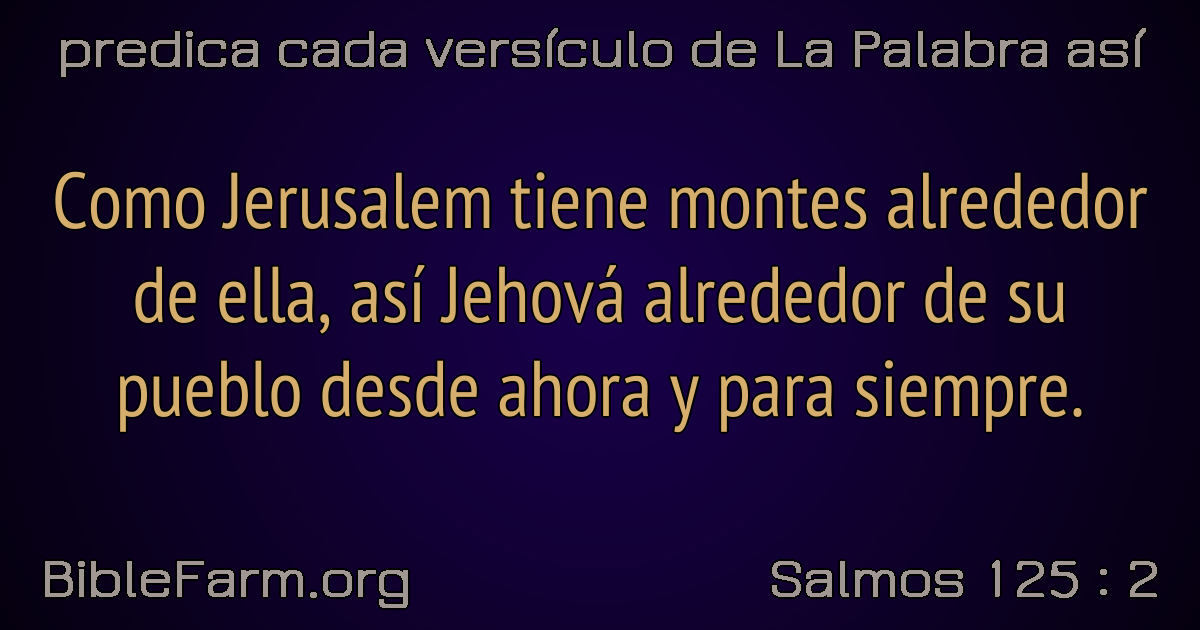 predica cada versículo de La Palabra así
Como Jerusalem tiene montes alrededor
de ella, así Jehová alrededor de su
pueblo desde ahora y para siempre.
BibleFarm.org
Salmos 125 : 2